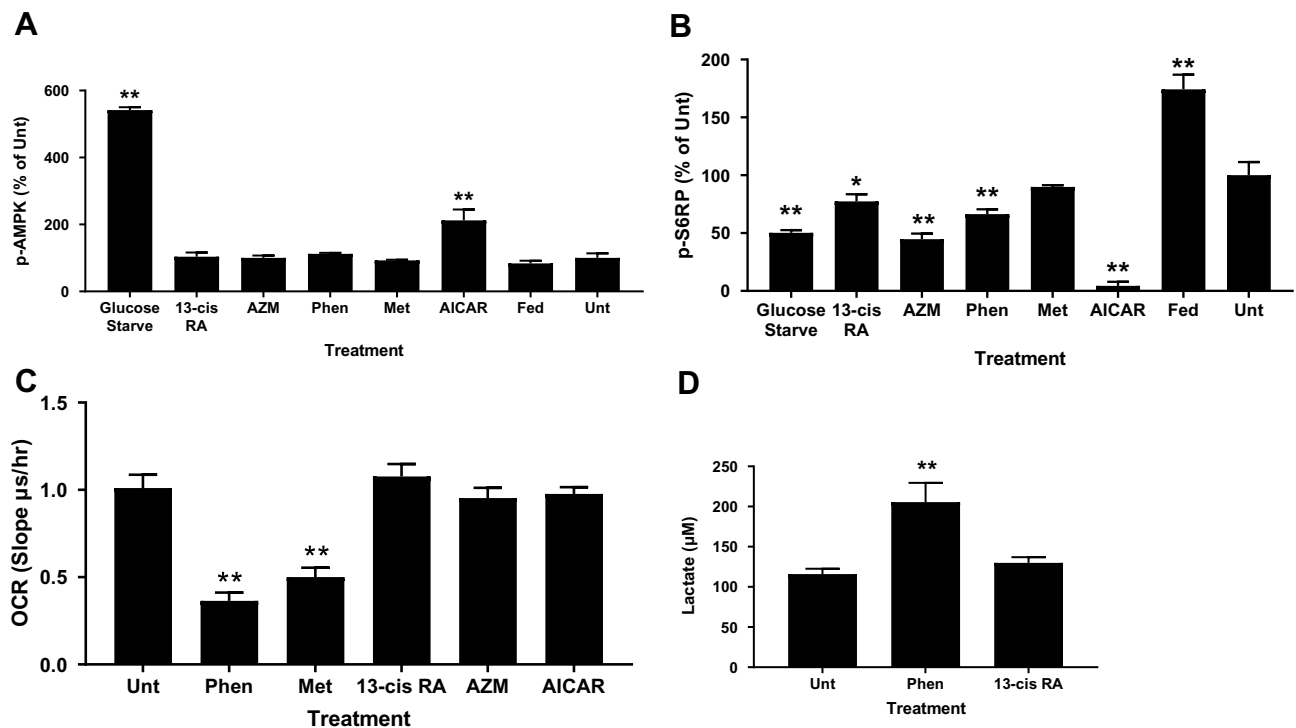 A
p-AMPK (% of Unt)
600
400
200
0
**
**
Glucose Starve
13-cis RA
AZM
Phen
Met
AICAR
Fed
Unt
Treatment
B
p-S6RP (% of Unt)
200
150
100
50
0
**
*
**
**
**
**
Glucose Starve
13-cis RA
AZM
Phen
Met
AICAR
Fed
Unt
Treatment
C
OCR (Slope µs/hr)
1.5
1.0
0.5
0.0
**
**
Unt
Phen
Met
13-cis RA
AZM
AICAR
Treatment
D
Lactate (µM)
250
200
150
100
50
0
**
Unt
Phen
13-cis RA
Treatment